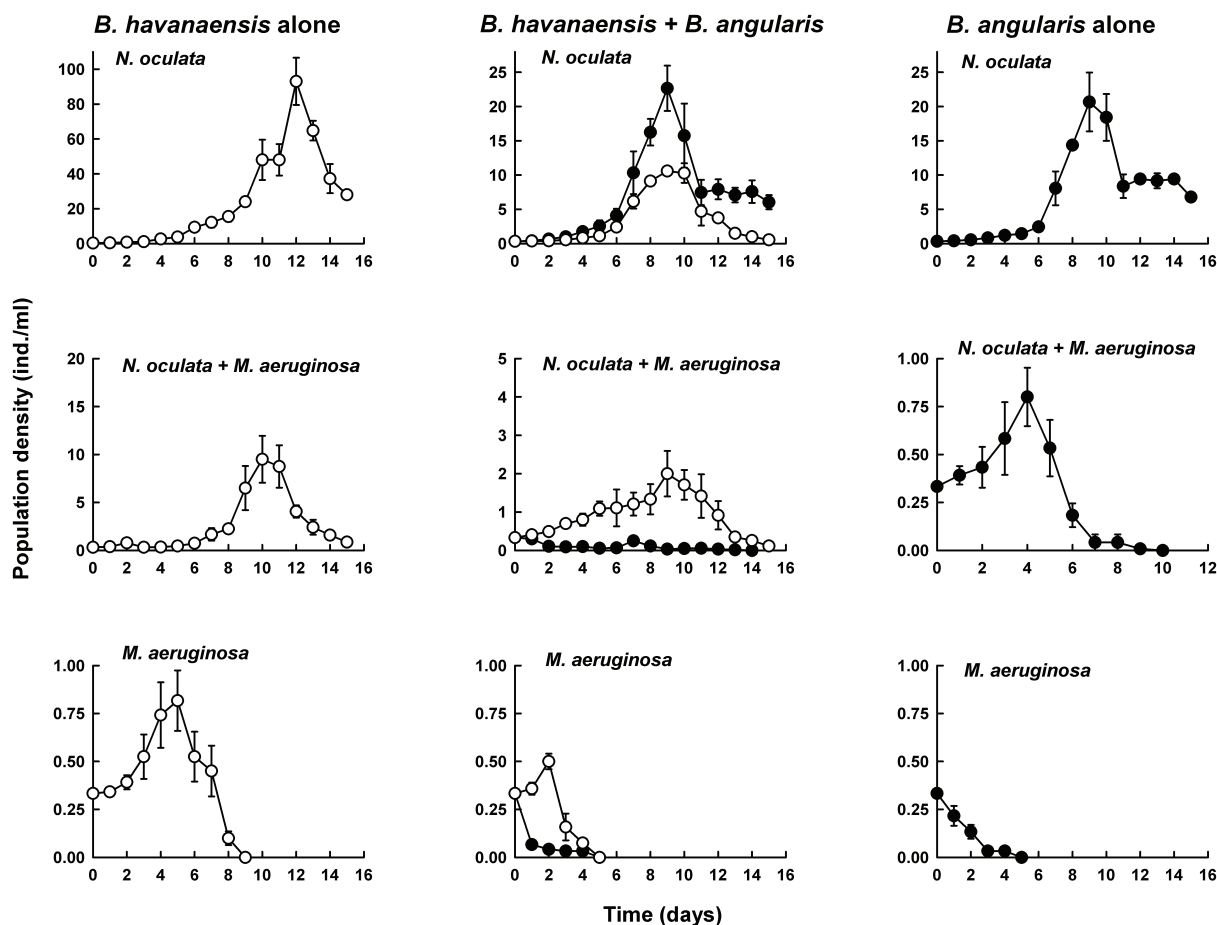 B. havanaensis alone
B. havanaensis + B. angularis
B. angularis alone
Population density (ind./ml)
N. oculata
100
80
60
40
20
0
0 2 4 6 8 10 12 14 16
N. oculata
25
20
15
10
5
0
0 2 4 6 8 10 12 14 16
N. oculata
25
20
15
10
5
0
0 2 4 6 8 10 12 14 16
N. oculata + M. aeruginosa
20
15
10
5
0
0 2 4 6 8 10 12 14 16
N. oculata + M. aeruginosa
5
4
3
2
1
0
0 2 4 6 8 10 12 14 16
N. oculata + M. aeruginosa
1.00
0.75
0.50
0.25
0.00
0 2 4 6 8 10 12
M. aeruginosa
1.00
0.75
0.50
0.25
0.00
0 2 4 6 8 10 12 14 16
M. aeruginosa
1.00
0.75
0.50
0.25
0.00
0 2 4 6 8 10 12 14 16
M. aeruginosa
1.00
0.75
0.50
0.25
0.00
0 2 4 6 8 10 12 14 16
Time (days)